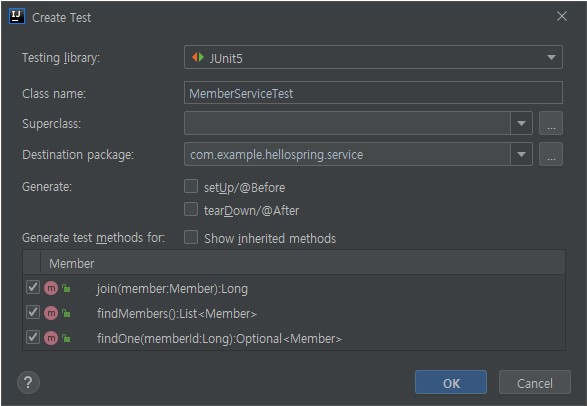 IJ
Create Test
Testing library: JUnit5
Class name: MemberServiceTest
Superclass: ...
Destination package: com.example.hellospring.service ...
Generate: setUp/@Before
tearDown/@After
Generate test methods for: Show inherited methods
Member
m join(member:Member):Long
m findMembers():List<Member>
m findOne(memberId:Long):Optional<Member>
? OK Cancel